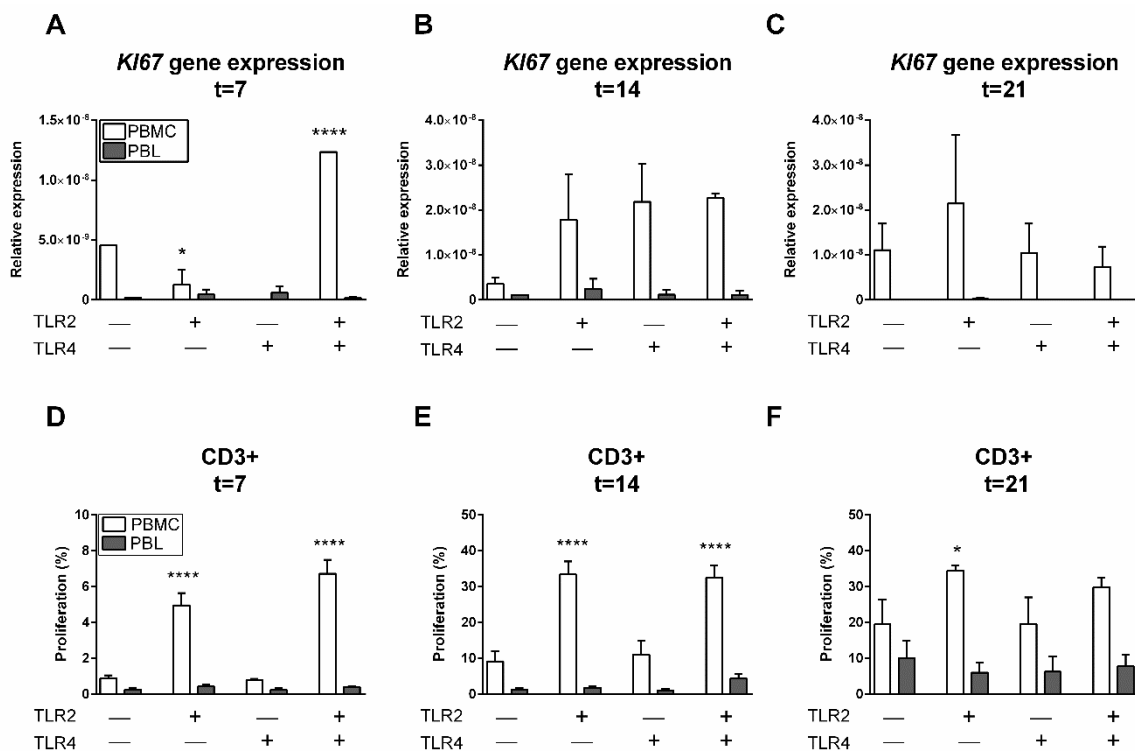 A
KI67 gene expression
t=7
Relative expression
1.5×10⁻⁸
1.0×10⁻⁸
5.0×10⁻⁹
0
PBMC
PBL
*
****
TLR2 — + — +
TLR4 — — + +
B
KI67 gene expression
t=14
Relative expression
4.0×10⁻⁸
3.0×10⁻⁸
2.0×10⁻⁸
1.0×10⁻⁸
0
TLR2 — + — +
TLR4 — — + +
C
KI67 gene expression
t=21
Relative expression
4.0×10⁻⁸
3.0×10⁻⁸
2.0×10⁻⁸
1.0×10⁻⁸
0
TLR2 — + — +
TLR4 — — + +
D
CD3+
t=7
Proliferation (%)
10
8
6
4
2
0
PBMC
PBL
****
****
TLR2 — + — +
TLR4 — — + +
E
CD3+
t=14
Proliferation (%)
50
40
30
20
10
0
****
****
TLR2 — + — +
TLR4 — — + +
F
CD3+
t=21
Proliferation (%)
50
40
30
20
10
0
*
TLR2 — + — +
TLR4 — — + +